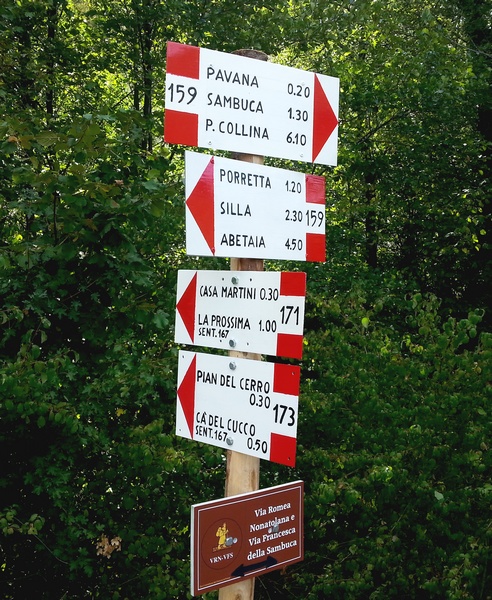 159
PAVANA 0.20
SAMBUCA 1.30
P. COLLINA 6.10
PORRETTA 1.20
SILLA 2.30
ABETAIA 4.50
159
CASA MARTINI 0.30
LA PROSSIMA 1.00
SENT. 167
171
PIAN DEL CERRO
0.30
CÀ DEL CUCCO
SENT. 167 0.50
173
Via Romea
Nonatolana e
Via Francesca
della Sambuca
VRN-VFS